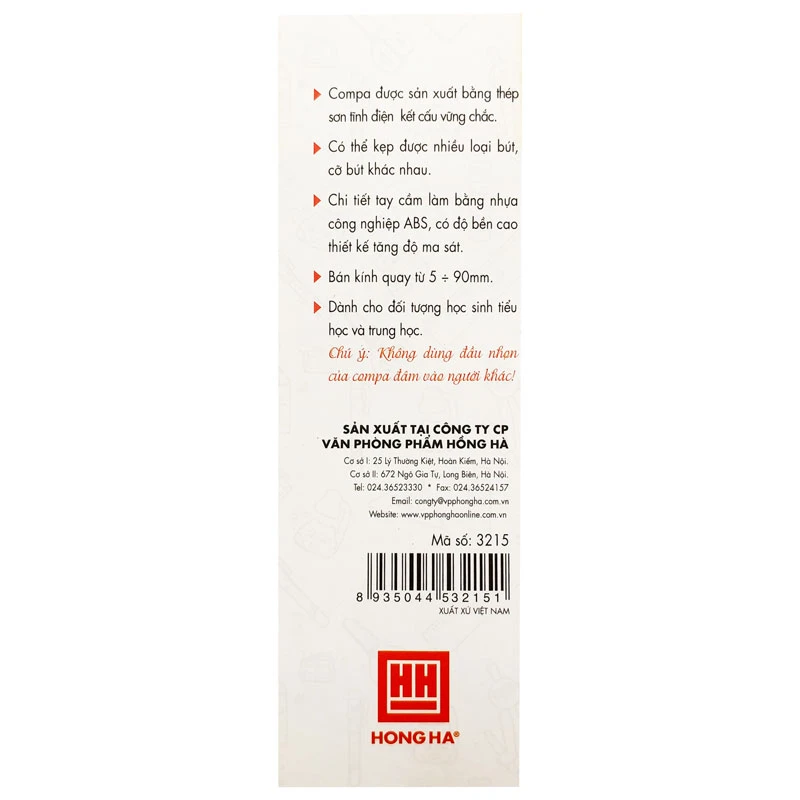 Compa được sản xuất bằng thép
sơn tĩnh điện kết cấu vững chắc.
Có thể kẹp được nhiều loại bút,
cỡ bút khác nhau.
Chi tiết tay cầm làm bằng nhựa
công nghiệp ABS, có độ bền cao
thiết kế tăng độ ma sát.
Bán kính quay từ 5 ÷ 90mm.
Dành cho đối tượng học sinh tiểu
học và trung học.
Chú ý: Không dùng đầu nhọn
của compa đâm vào người khác!
SẢN XUẤT TẠI CÔNG TY CP
VĂN PHÒNG PHẨM HỒNG HÀ
Cơ sở I: 25 Lý Thường Kiệt, Hoàn Kiếm, Hà Nội.
Cơ sở II: 672 Ngô Gia Tự, Long Biên, Hà Nội.
Tel: 024.36523330 * Fax: 024.36524157
Email: congty@vpphongha.com.vn
Website: www.vpphonghaonline.com.vn
Mã số: 3215
8 935044 532151
XUẤT XỨ VIỆT NAM
HH
HONG HA®